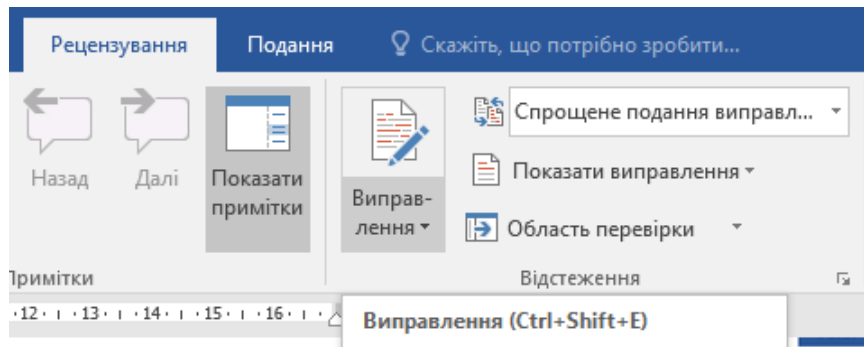 Рецензування Подання Скажіть, що потрібно зробити...
Назад Далі Показати примітки
Виправ-
лення
Спрощене подання виправл...
Показати виправлення
Область перевірки
Примітки Відстеження
·12· ı ·13· ı ·14· ı ·15· ı ·16· ı ·
Виправлення (Ctrl+Shift+E)